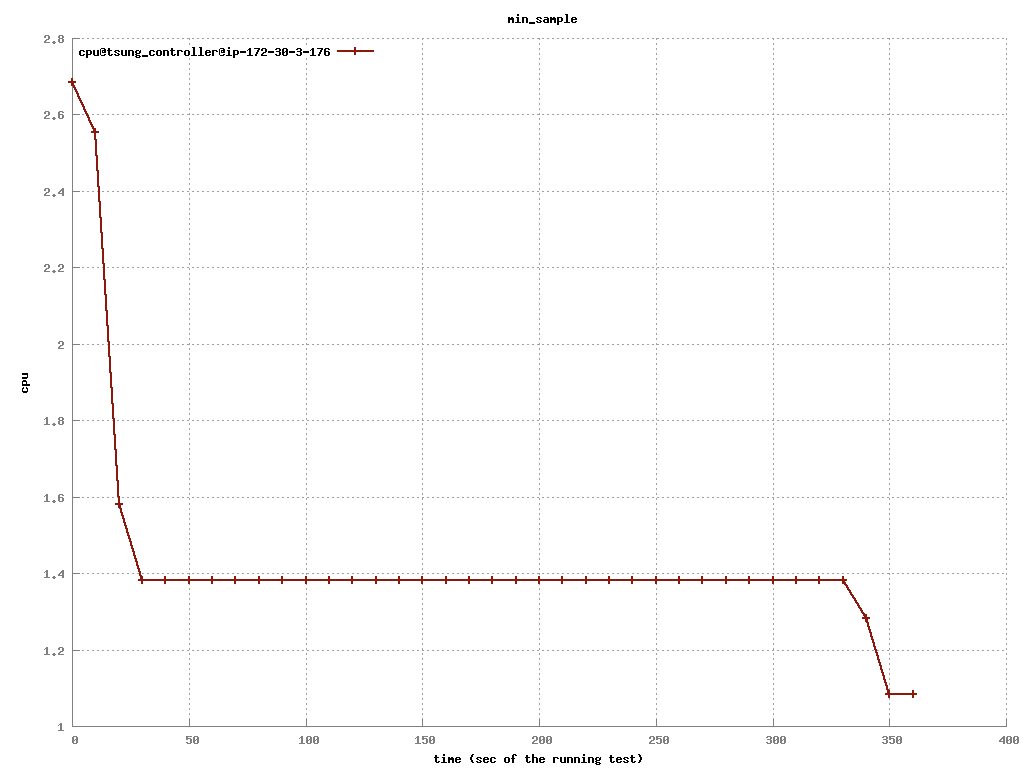 min_sample
cpu@tsung_controller@ip-172-30-3-176
2.8
2.6
2.4
2.2
2
1.8
1.6
1.4
1.2
1
cpu
0 50 100 150 200 250 300 350 400
time (sec of the running test)